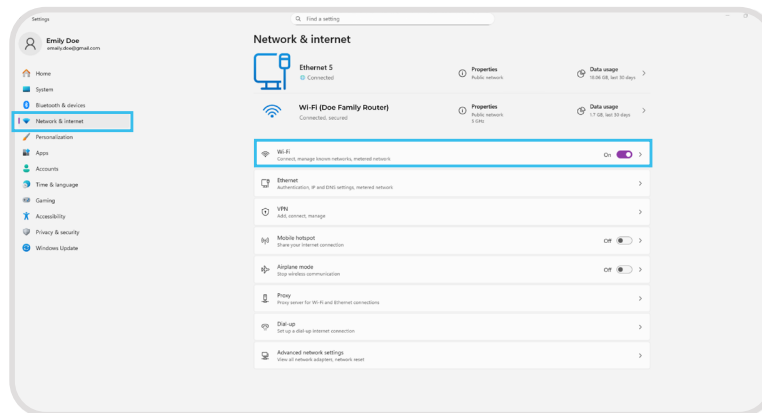 Settings
Find a setting
Emily Doe
emily.doe@gmail.com
Home
System
Bluetooth & devices
Network & internet
Personalization
Apps
Accounts
Time & language
Gaming
Accessibility
Privacy & security
Windows Update
Network & internet
Ethernet 5
Connected
Properties
Public network
Data usage
10.08 GB, last 30 days
Wi-Fi (Doe Family Router)
Connected, secured
Properties
Public network
5 GHz
Data usage
1.7 GB, last 30 days
Wi-Fi
Connect, manage known networks, metered network
On
Ethernet
Authentication, IP and DNS settings, metered network
VPN
Add, connect, manage
Mobile hotspot
Share your internet connection
Off
Airplane mode
Stop wireless communication
Off
Proxy
Proxy server for Wi-Fi and Ethernet connections
Dial-up
Set up a dial-up internet connection
Advanced network settings
View all network adapters, network reset